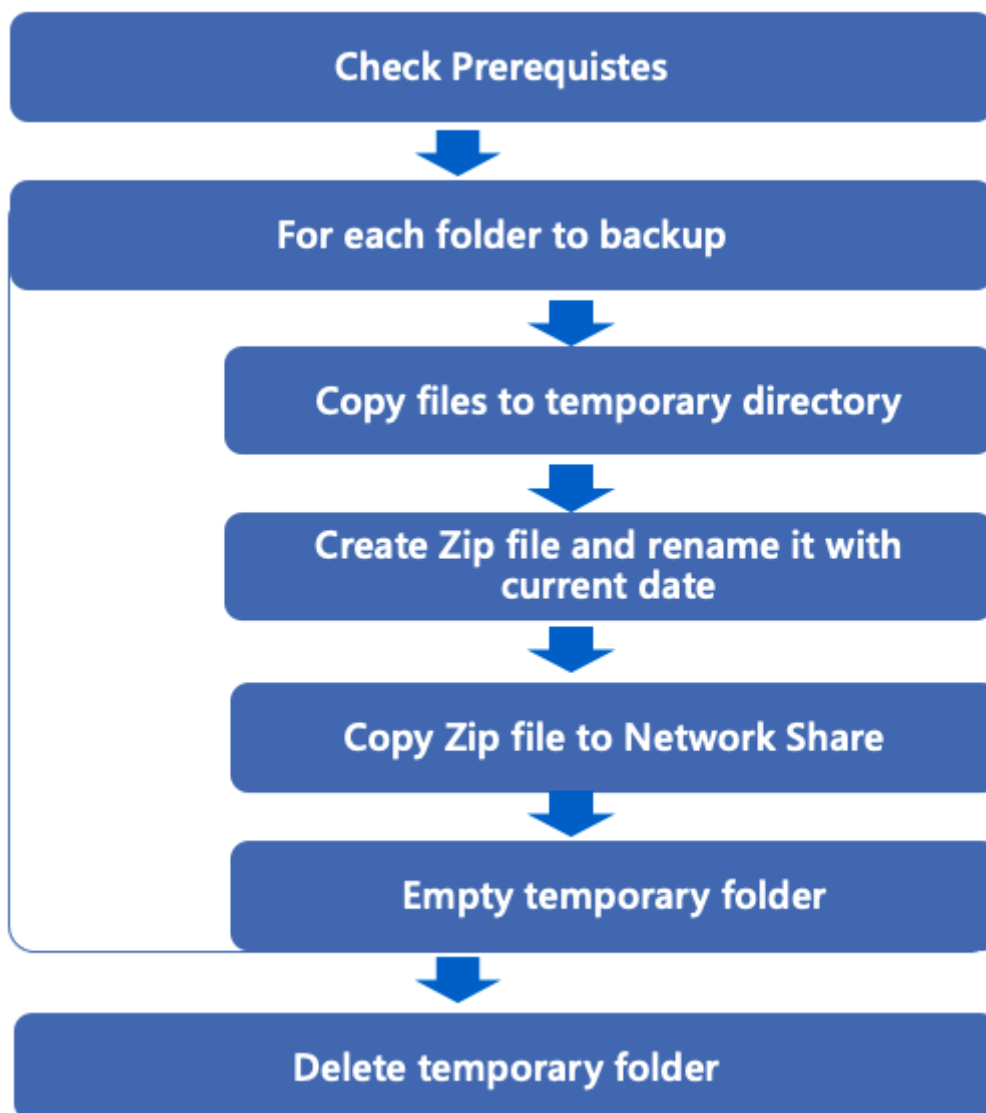 Check Prerequistes
For each folder to backup
Copy files to temporary directory
Create Zip file and rename it with
current date
Copy Zip file to Network Share
Empty temporary folder
Delete temporary folder